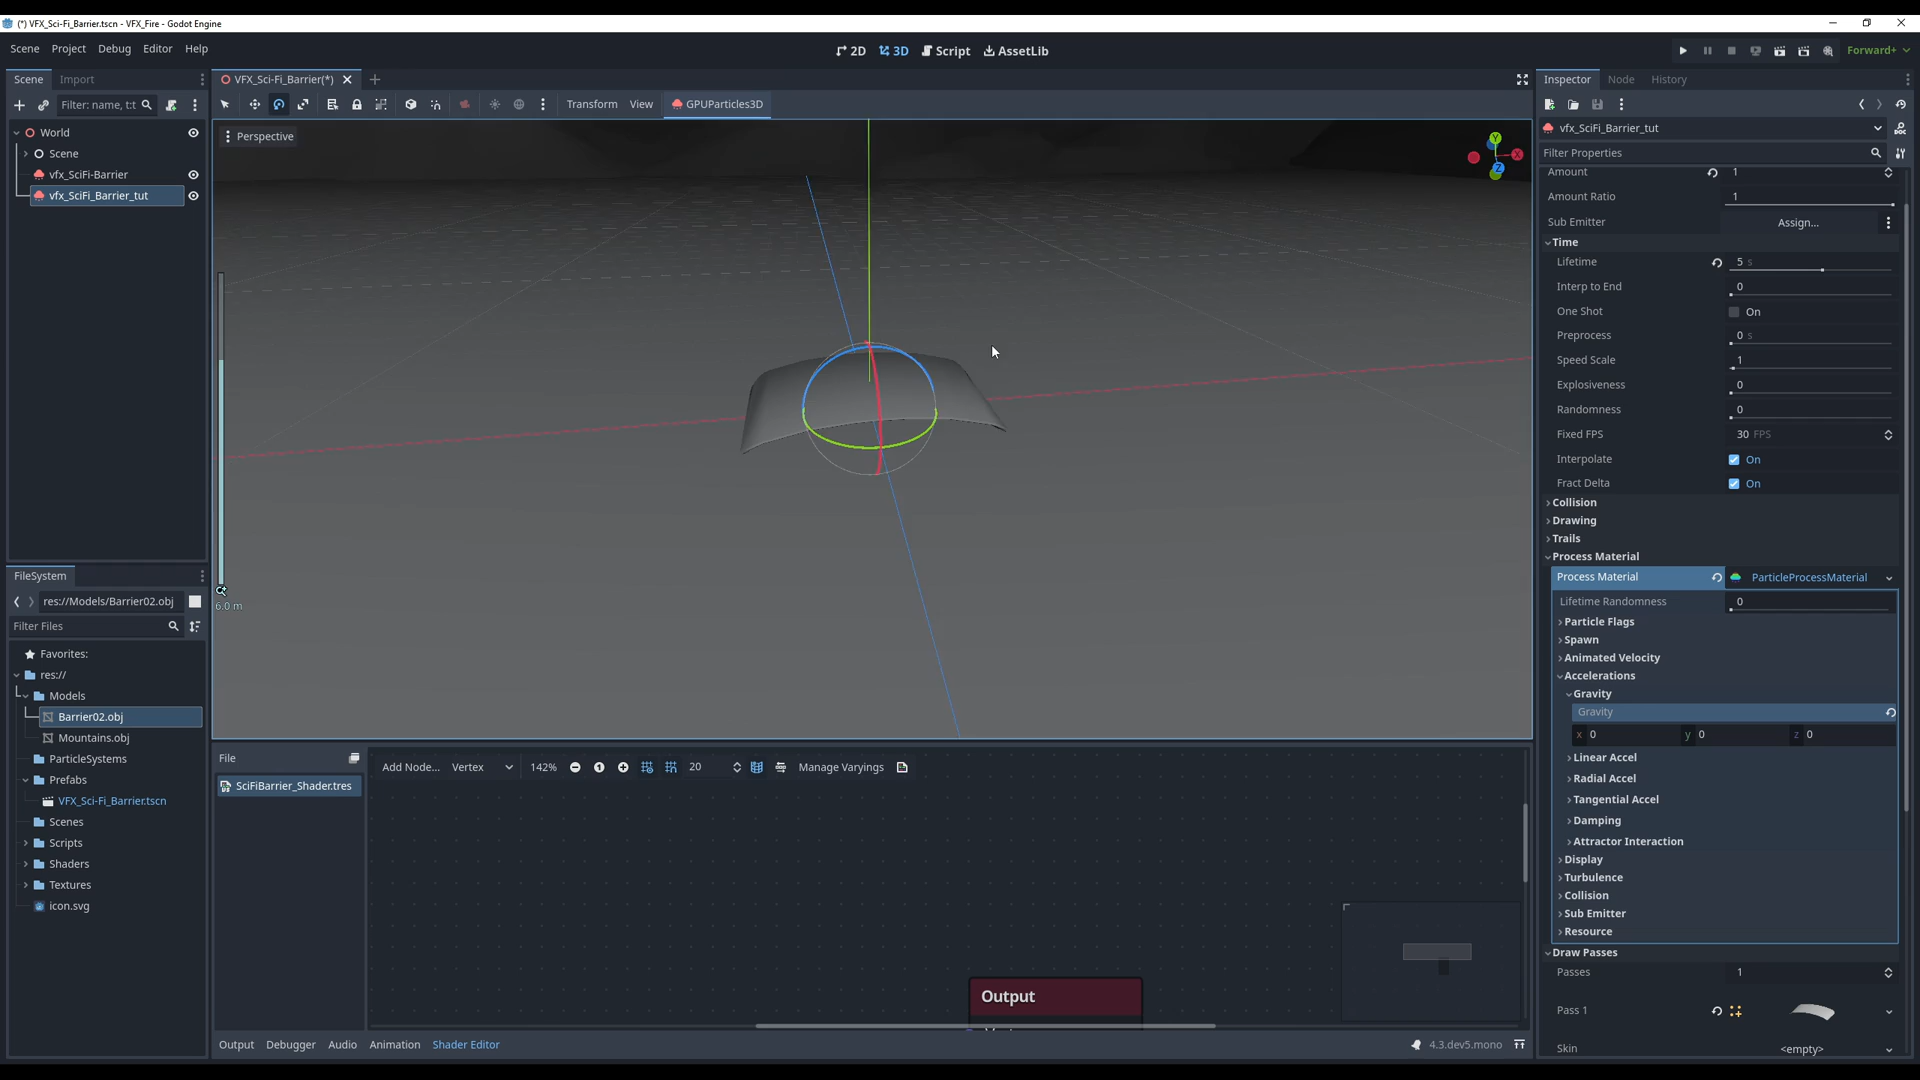 (*) VFX_Sci-Fi_Barrier.tscn - VFX_Fire - Godot Engine
Scene Project Debug Editor Help
2D 3D Script AssetLib
Forward+
Scene Import
Filter: name, t:t
World
Scene
vfx_SciFi-Barrier
vfx_SciFi_Barrier_tut
FileSystem
res://Models/Barrier02.obj
Filter Files
Favorites:
res://
Models
Barrier02.obj
Mountains.obj
ParticleSystems
Prefabs
VFX_Sci-Fi_Barrier.tscn
Scenes
Scripts
Shaders
Textures
icon.svg
VFX_Sci-Fi_Barrier(*)
Transform View GPUParticles3D
Perspective
Y
X
Z
6.0 m
File
SciFiBarrier_Shader.tres
Add Node... Vertex 142% 20 Manage Varyings
Output
Output Debugger Audio Animation Shader Editor
4.3.dev5.mono
Inspector Node History
vfx_SciFi_Barrier_tut
DOC
Filter Properties
Amount 1
Amount Ratio 1
Sub Emitter Assign...
Time
Lifetime 5 s
Interp to End 0
One Shot On
Preprocess 0 s
Speed Scale 1
Explosiveness 0
Randomness 0
Fixed FPS 30 FPS
Interpolate On
Fract Delta On
Collision
Drawing
Trails
Process Material
Process Material ParticleProcessMaterial
Lifetime Randomness 0
Particle Flags
Spawn
Animated Velocity
Accelerations
Gravity
Gravity
x 0 y 0 z 0
Linear Accel
Radial Accel
Tangential Accel
Damping
Attractor Interaction
Display
Turbulence
Collision
Sub Emitter
Resource
Draw Passes
Passes 1
Pass 1
Skin <empty>